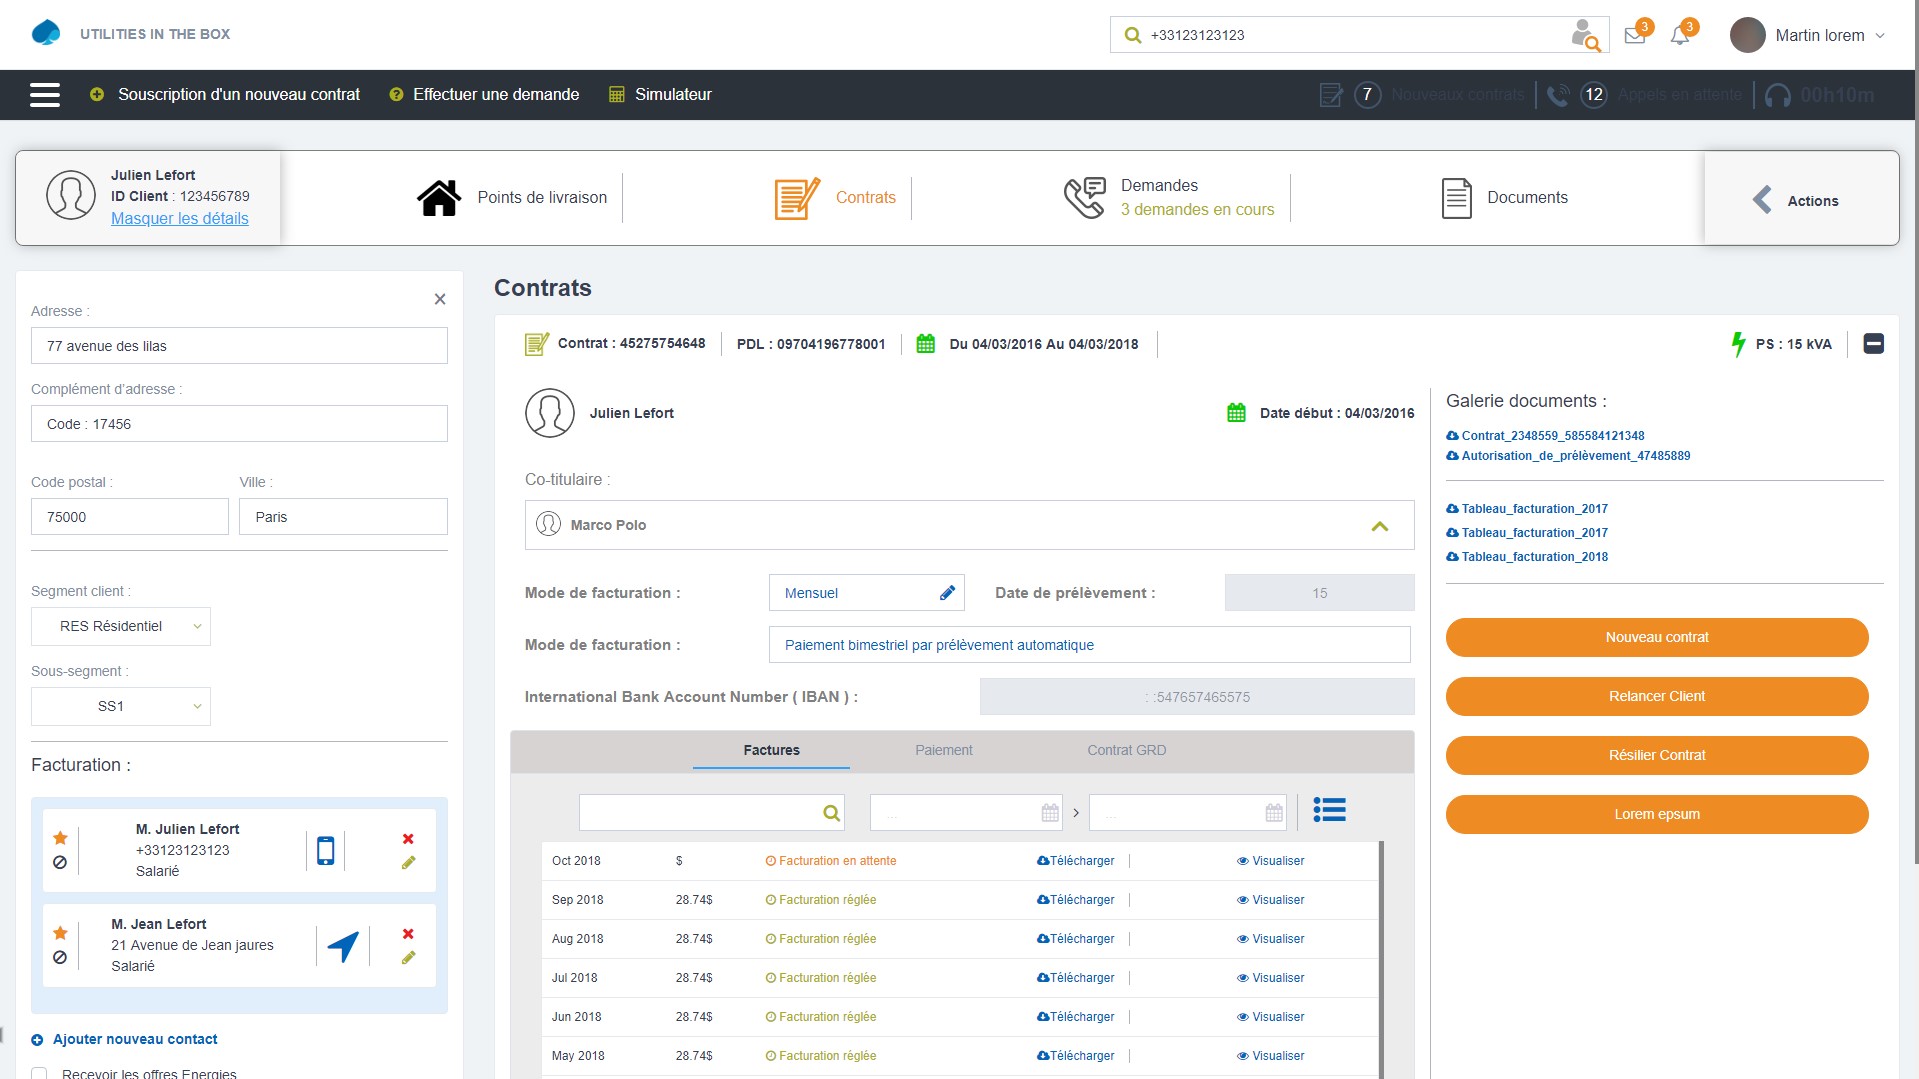 UTILITIES IN THE BOX
+33123123123
3
3
Martin lorem
Souscription d'un nouveau contrat
Effectuer une demande
Simulateur
7 Nouveaux contrats
12 Appels en attente
00h10m
Julien Lefort
ID Client : 123456789
Masquer les détails
Points de livraison
Contrats
Demandes
3 demandes en cours
Documents
Actions
×
Adresse :
77 avenue des lilas
Complément d'adresse :
Code : 17456
Code postal :
Ville :
75000
Paris
Segment client :
RES Résidentiel
Sous-segment :
SS1
Facturation :
M. Julien Lefort
+33123123123
Salarié
M. Jean Lefort
21 Avenue de Jean jaures
Salarié
Ajouter nouveau contact
Recevoir les offres Energies
Contrats
Contrat : 45275754648
PDL : 09704196778001
Du 04/03/2016 Au 04/03/2018
PS : 15 kVA
Julien Lefort
Date début : 04/03/2016
Co-titulaire :
Marco Polo
Mode de facturation :
Mensuel
Date de prélèvement :
15
Mode de facturation :
Paiement bimestriel par prélèvement automatique
International Bank Account Number ( IBAN ) :
: :547657465575
Factures
Paiement
Contrat GRD
...
>
...
Oct 2018 $ Facturation en attente Télécharger Visualiser
Sep 2018 28.74$ Facturation réglée Télécharger Visualiser
Aug 2018 28.74$ Facturation réglée Télécharger Visualiser
Jul 2018 28.74$ Facturation réglée Télécharger Visualiser
Jun 2018 28.74$ Facturation réglée Télécharger Visualiser
May 2018 28.74$ Facturation réglée Télécharger Visualiser
Galerie documents :
Contrat_2348559_585584121348
Autorisation_de_prélèvement_47485889
Tableau_facturation_2017
Tableau_facturation_2017
Tableau_facturation_2018
Nouveau contrat
Relancer Client
Résilier Contrat
Lorem epsum